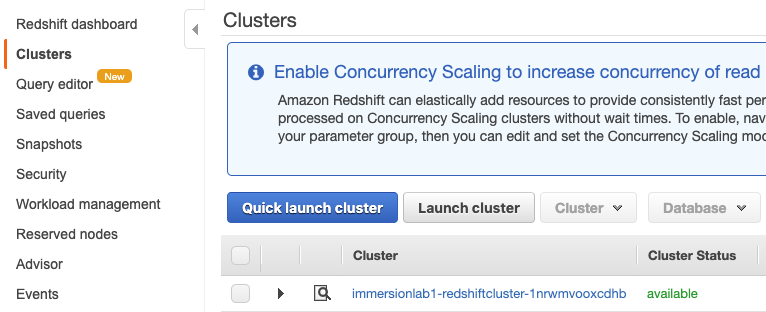 Redshift dashboard
Clusters
Query editor New
Saved queries
Snapshots
Security
Workload management
Reserved nodes
Advisor
Events
Clusters
Enable Concurrency Scaling to increase concurrency of read
Amazon Redshift can elastically add resources to provide consistently fast per
processed on Concurrency Scaling clusters without wait times. To enable, nav
your parameter group, then you can edit and set the Concurrency Scaling mod
Quick launch cluster Launch cluster Cluster Database
Cluster Cluster Status
immersionlab1-redshiftcluster-1nrwmvooxcdhb available